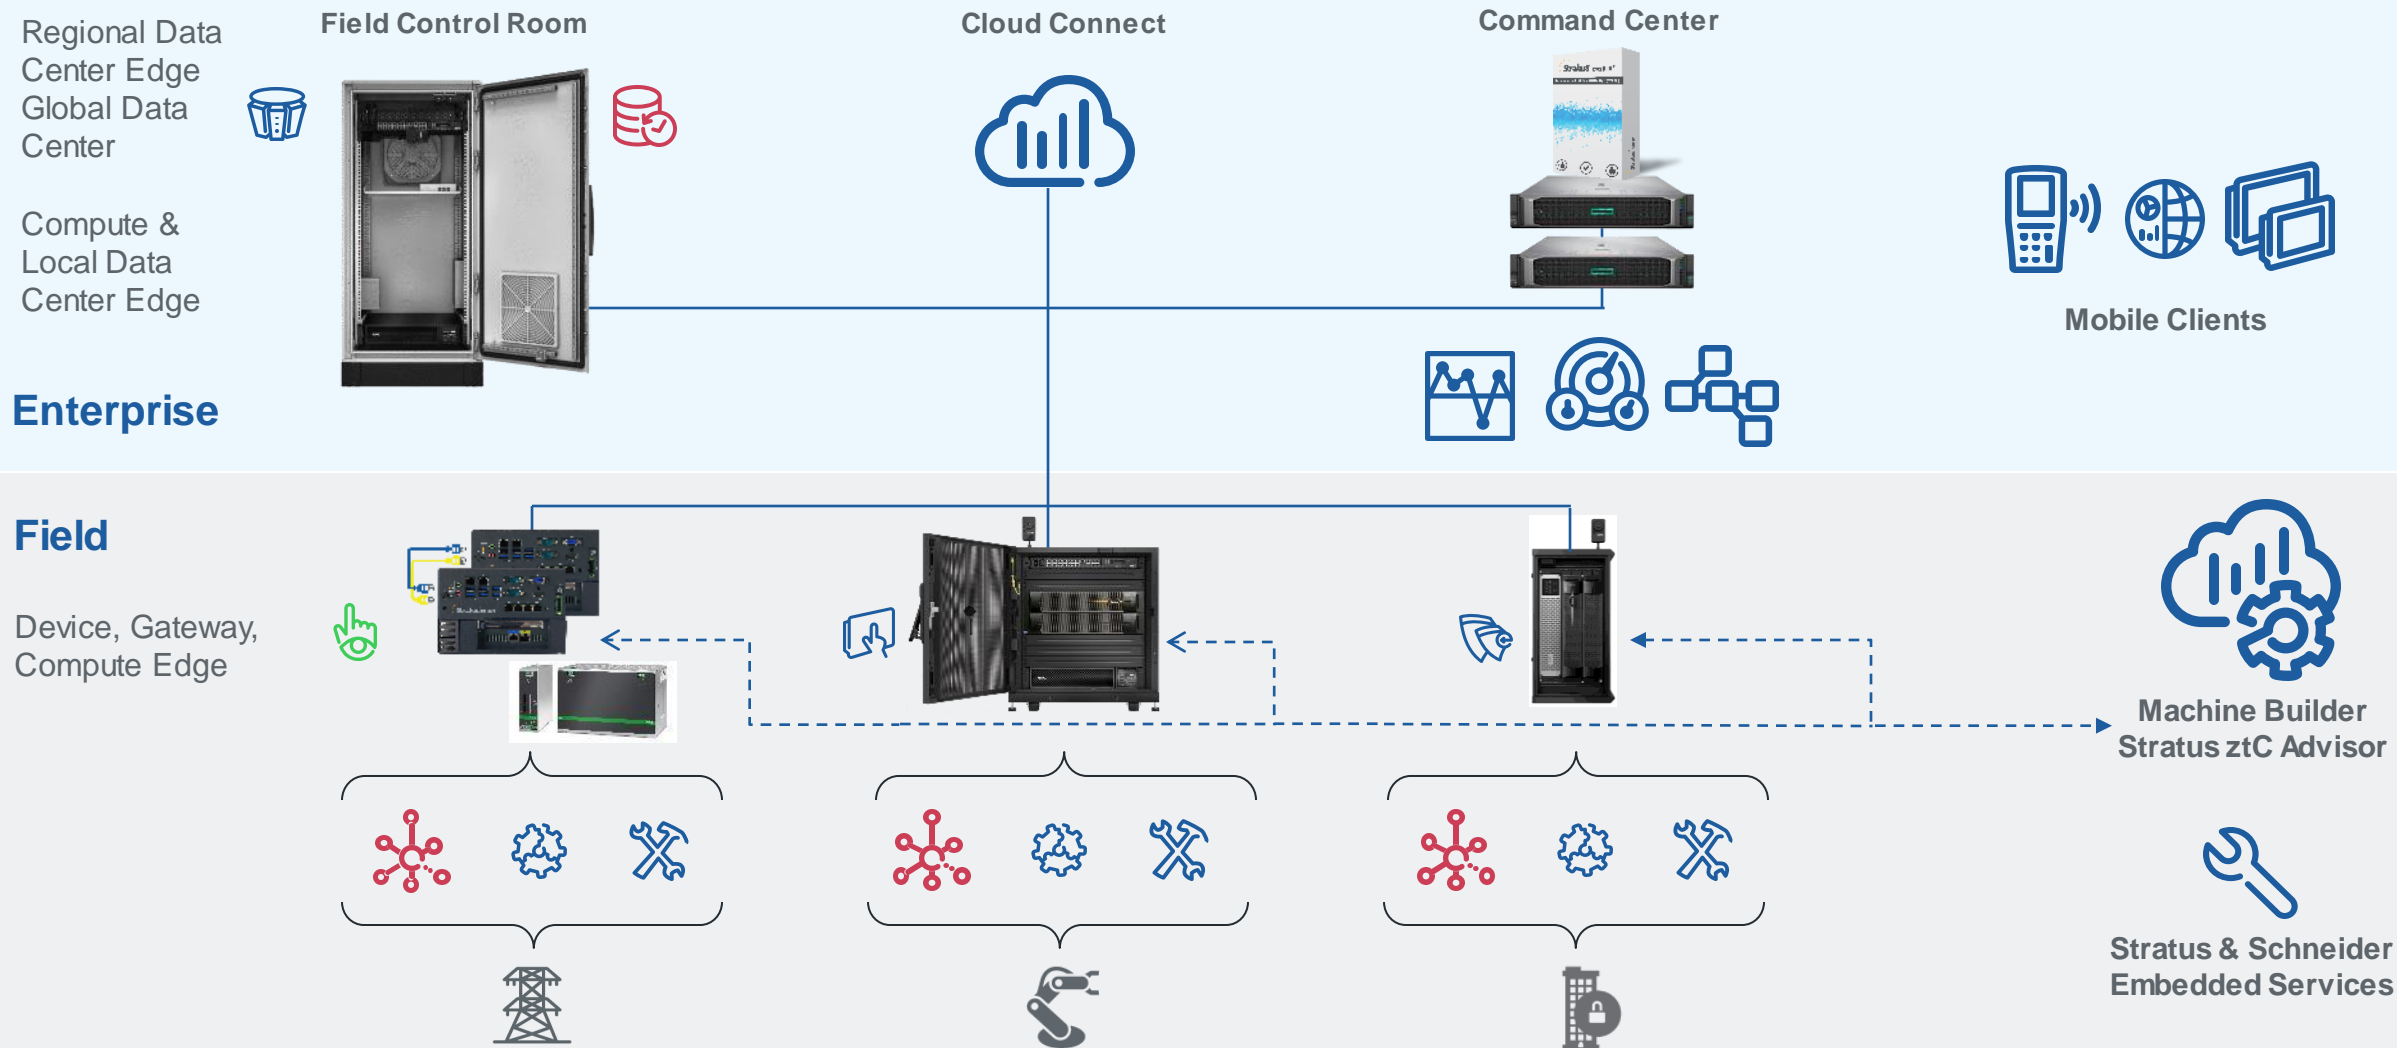 Regional Data
Center Edge
Global Data
Center
Compute &
Local Data
Center Edge
Enterprise
Field Control Room
Cloud Connect
Command Center
Stratus
Mobile Clients
Field
Device, Gateway,
Compute Edge
Machine Builder
Stratus ztC Advisor
Stratus & Schneider
Embedded Services